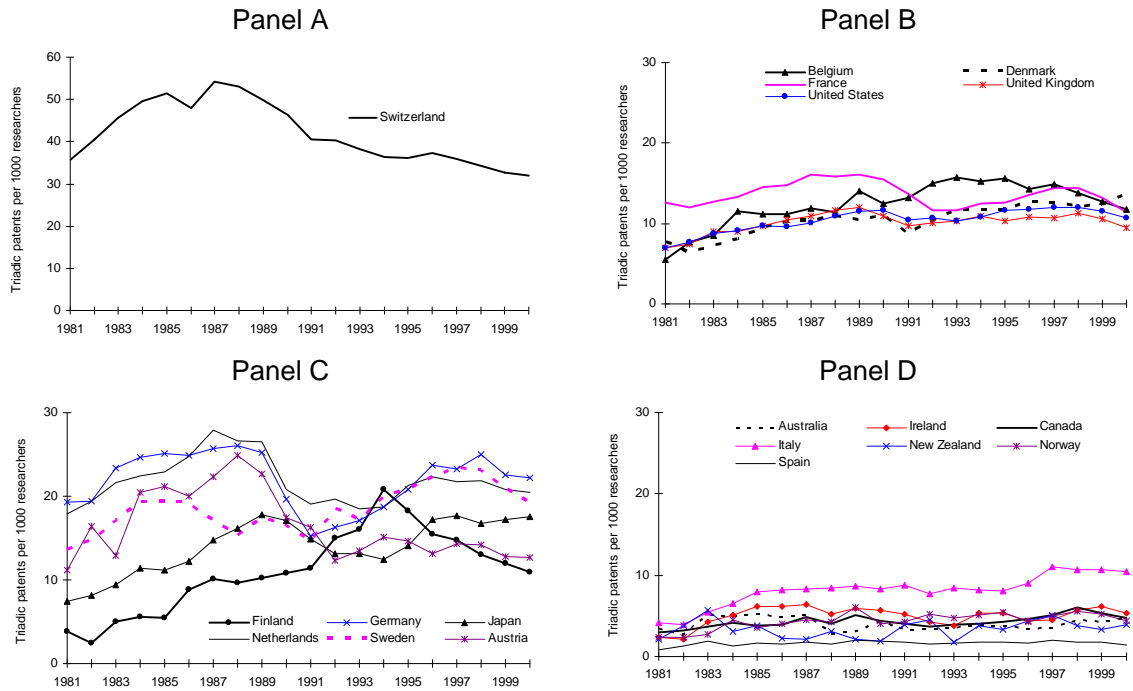 Panel A
Triadic patents per 1000 researchers
60
50
40
30
20
10
0
Switzerland
1981 1983 1985 1987 1989 1991 1993 1995 1997 1999
Panel B
Triadic patents per 1000 researchers
30
20
10
0
Belgium Denmark
France United Kingdom
United States
1981 1983 1985 1987 1989 1991 1993 1995 1997 1999
Panel C
Triadic patents per 1000 researchers
30
20
10
0
Finland Germany Japan
Netherlands Sweden Austria
1981 1983 1985 1987 1989 1991 1993 1995 1997 1999
Panel D
Triadic patents per 1000 researchers
30
20
10
0
Australia Ireland Canada
Italy New Zealand Norway
Spain
1981 1983 1985 1987 1989 1991 1993 1995 1997 1999